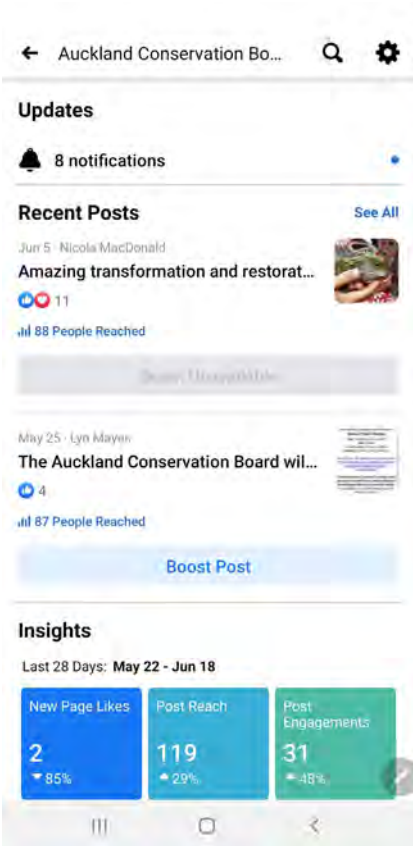 Auckland Conservation Bo...
Updates
8 notifications
Recent Posts
See All
Jun 5 · Nicola MacDonald
Amazing transformation and restorat...
11
88 People Reached
Boost Unavailable
May 25 · Lyn Mayes
The Auckland Conservation Board wil...
4
87 People Reached
Boost Post
Insights
Last 28 Days: May 22 - Jun 18
New Page Likes
2
85%
Post Reach
119
29%
Post
Engagements
31
48%